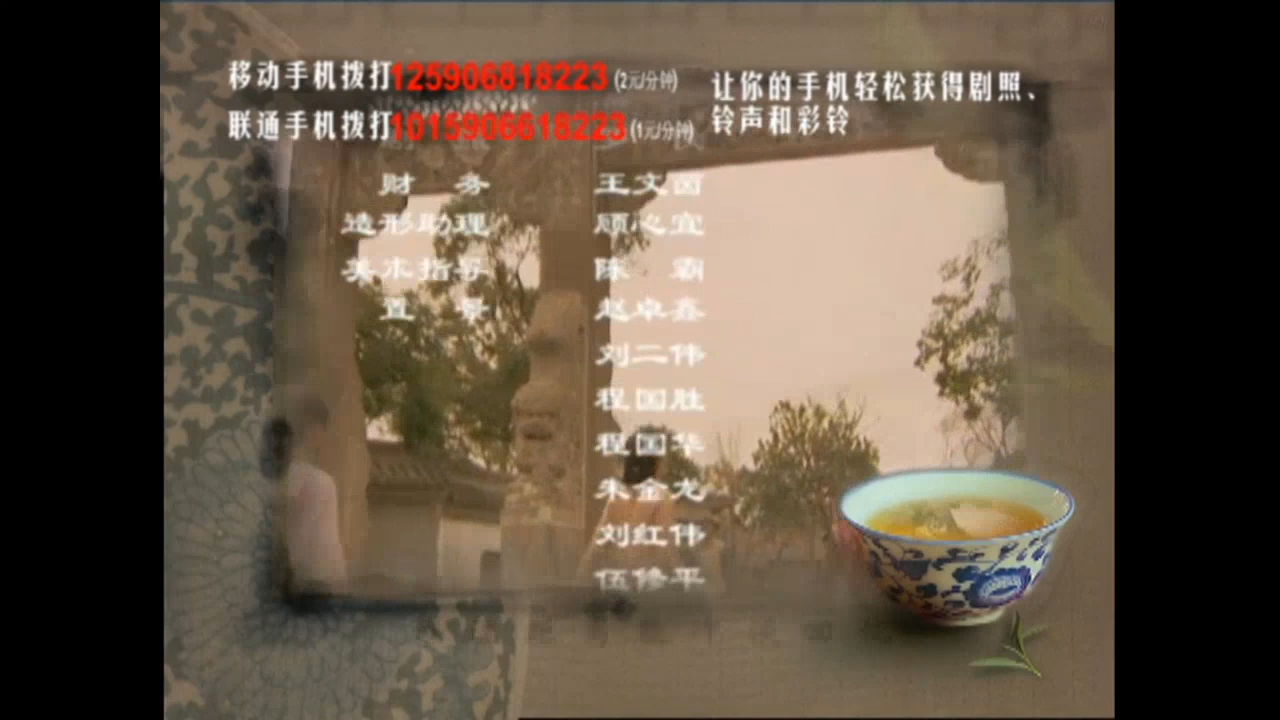 移动手机拨打125906818223(2元/分钟)
联通手机拨打1015906618223(1元/分钟)
让你的手机轻松获得剧照、
铃声和彩铃
财 务 王文茵
造形助理 顾心宜
美术指导 陈 霸
置 景 赵卓鑫
刘二伟
程国胜
程国华
朱金龙
刘红伟
伍修平